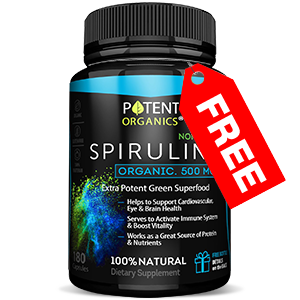 POTENT
ORGANICS®
SPIRULIN
ORGANIC. 500 M
Extra Potent Green Superfood
- Helps to Support Cardiovascular,
Eye & Brain Health
- Serves to Activate Immune System
& Boost Vitality
- Works as a Great Source of Protein
& Nutrients
100% NATURAL
Dietary Supplement
180
Capsules
FREE